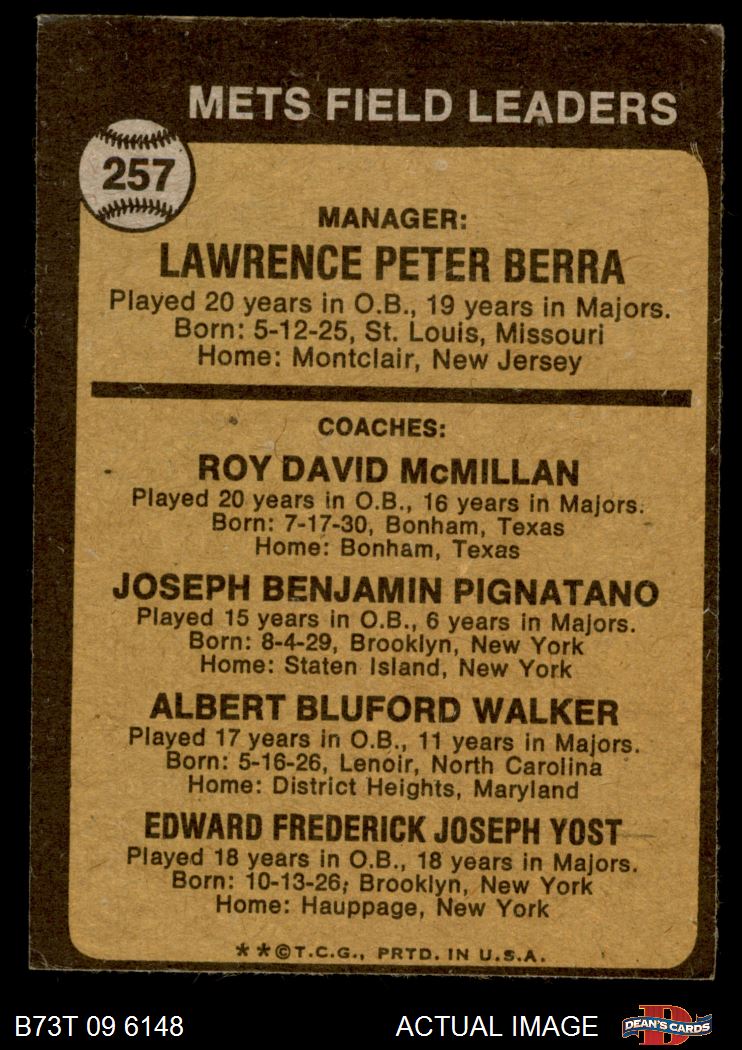 METS FIELD LEADERS
257
MANAGER:
LAWRENCE PETER BERRA
Played 20 years in O.B., 19 years in Majors.
Born: 5-12-25, St. Louis, Missouri
Home: Montclair, New Jersey
COACHES:
ROY DAVID McMILLAN
Played 20 years in O.B., 16 years in Majors.
Born: 7-17-30, Bonham, Texas
Home: Bonham, Texas
JOSEPH BENJAMIN PIGNATANO
Played 15 years in O.B., 6 years in Majors.
Born: 8-4-29, Brooklyn, New York
Home: Staten Island, New York
ALBERT BLUFORD WALKER
Played 17 years in O.B., 11 years in Majors.
Born: 5-16-26, Lenoir, North Carolina
Home: District Heights, Maryland
EDWARD FREDERICK JOSEPH YOST
Played 18 years in O.B., 18 years in Majors.
Born: 10-13-26; Brooklyn, New York
Home: Hauppage, New York
**©T.C.G., PRTD. IN U.S.A.
B73T 09 6148 ACTUAL IMAGE
D
DEAN'S CARDS